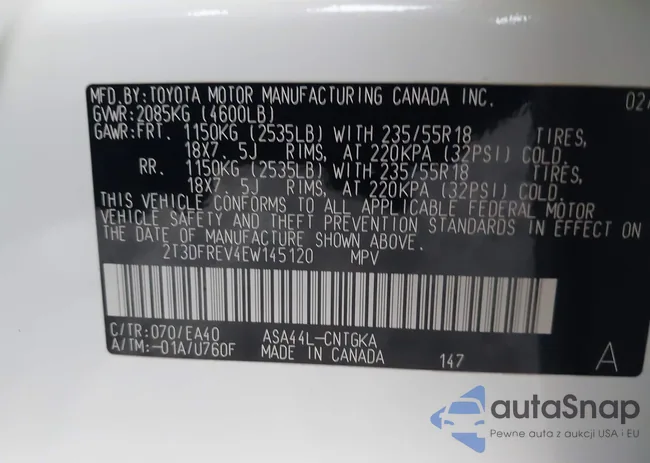 MFD.BY:TOYOTA MOTOR MANUFACTURING CANADA INC. 02/
GVWR:2085KG (4600LB)
GAWR:FRT. 1150KG (2535LB) WITH 235/55R18 TIRES,
18X7. 5J RIMS, AT 220KPA (32PSI) COLD.
RR. 1150KG (2535LB) WITH 235/55R18 TIRES,
18X7. 5J RIMS, AT 220KPA (32PSI) COLD.
THIS VEHICLE CONFORMS TO ALL APPLICABLE FEDERAL MOTOR
VEHICLE SAFETY AND THEFT PREVENTION STANDARDS IN EFFECT ON
THE DATE OF MANUFACTURE SHOWN ABOVE.
2T3DFREV4EW145120 MPV
C/TR:070/EA40 ASA44L-CNTGKA
A/TM:-01A/U760F MADE IN CANADA 147 A
autaSnap
Pewne auta z aukcji USA i EU